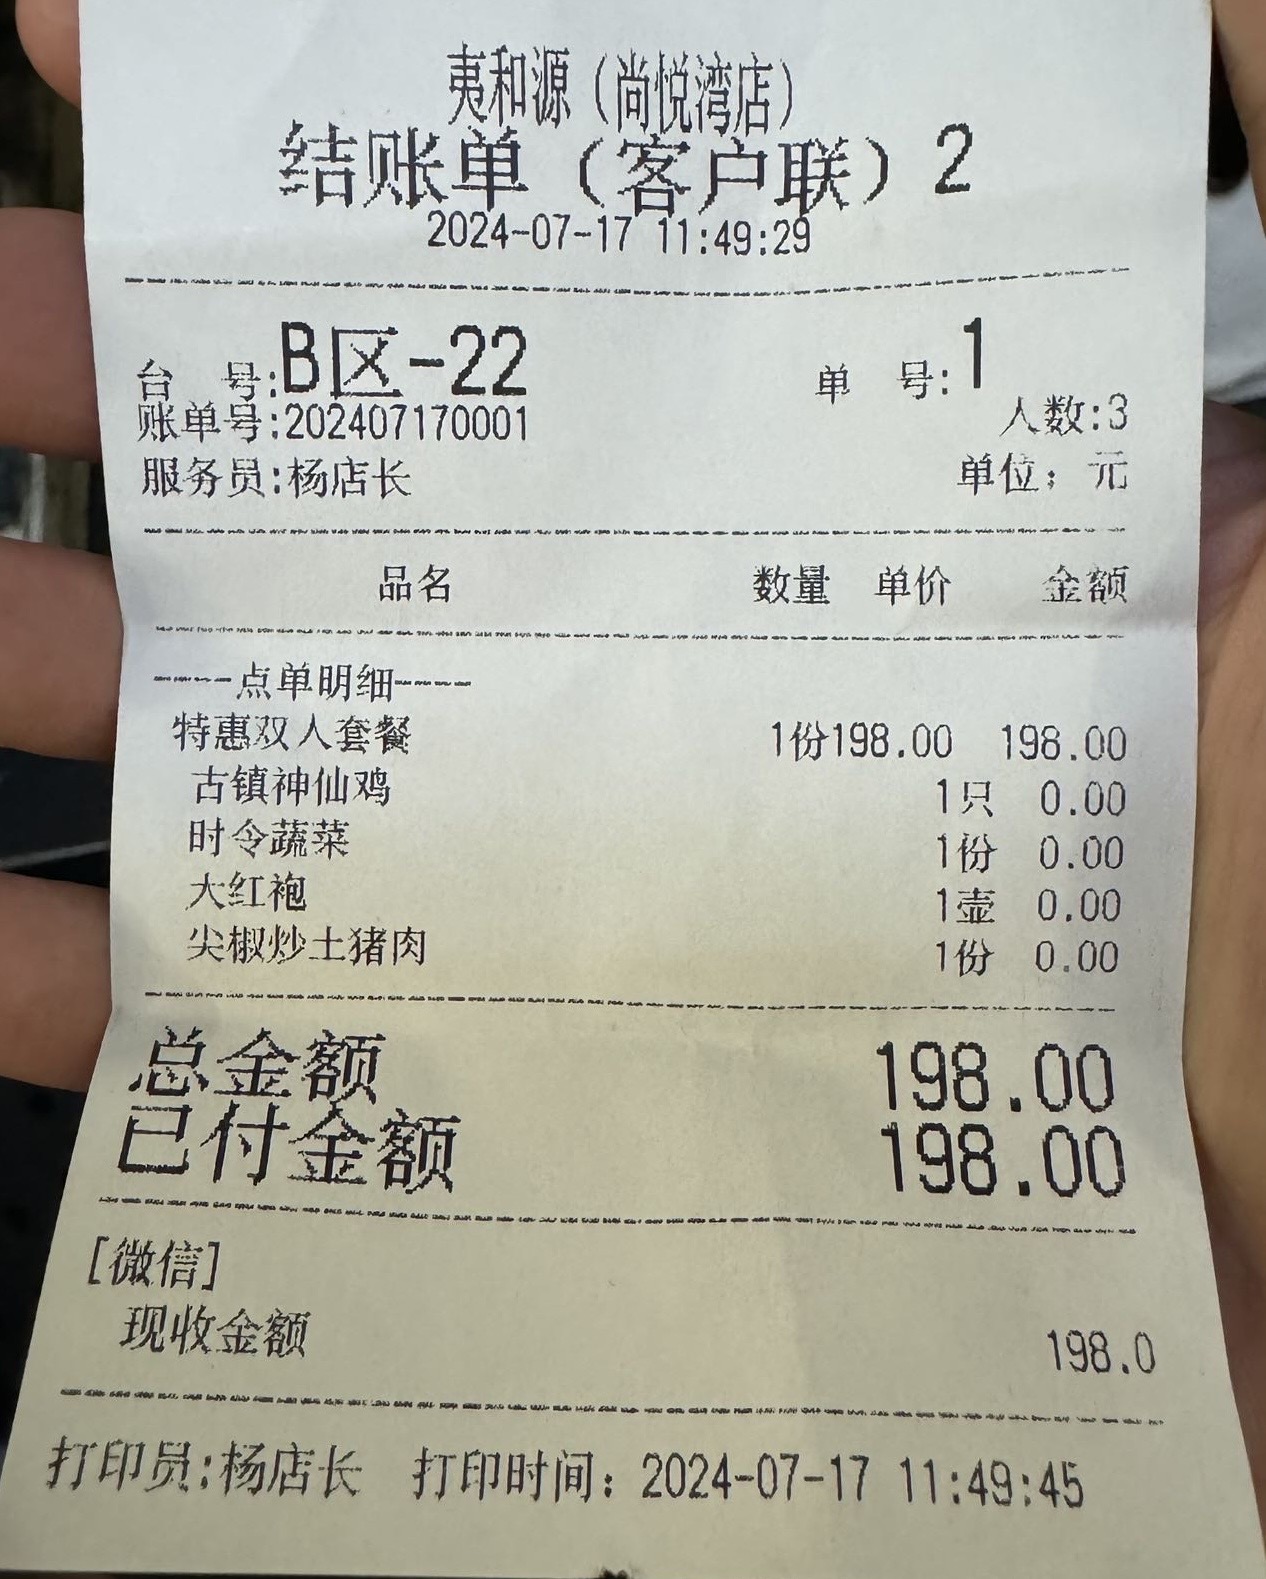 夷和源（尚悦湾店）
结账单（客户联）2
2024-07-17 11:49:29
台 号:B区-22 单 号:1
账单号:202407170001 人数:3
服务员:杨店长 单位：元
品名 数量 单价 金额
----点单明细----
特惠双人套餐 1份198.00 198.00
古镇神仙鸡 1只 0.00
时令蔬菜 1份 0.00
大红袍 1壶 0.00
尖椒炒土猪肉 1份 0.00
总金额 198.00
已付金额 198.00
[微信]
现收金额 198.0
打印员:杨店长 打印时间：2024-07-17 11:49:45